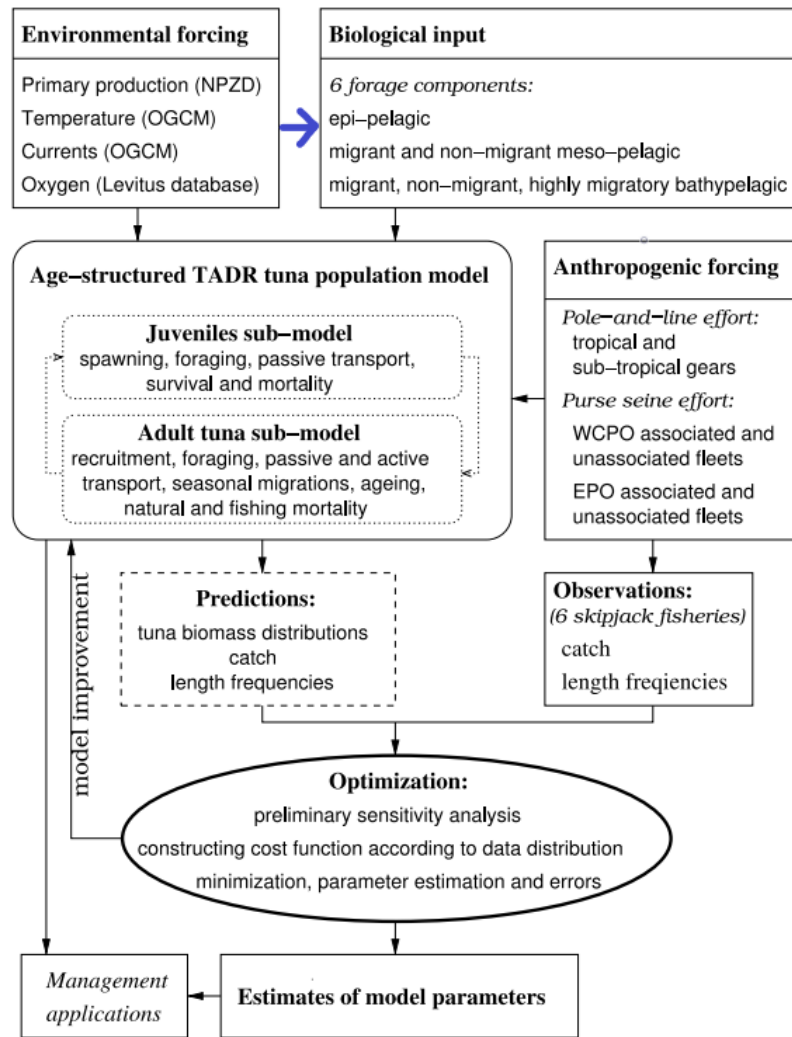 Environmental forcing
Primary production (NPZD)
Temperature (OGCM)
Currents (OGCM)
Oxygen (Levitus database)
Biological input
6 forage components:
epi–pelagic
migrant and non–migrant meso–pelagic
migrant, non–migrant, highly migratory bathypelagic
Age–structured TADR tuna population model
Juveniles sub–model
spawning, foraging, passive transport,
survival and mortality
Adult tuna sub–model
recruitment, foraging, passive and active
transport, seasonal migrations, ageing,
natural and fishing mortality
Anthropogenic forcing
Pole–and–line effort:
tropical and
sub–tropical gears
Purse seine effort:
WCPO associated and
unassociated fleets
EPO associated and
unassociated fleets
model improvement
Predictions:
tuna biomass distributions
catch
length frequencies
Observations:
(6 skipjack fisheries)
catch
length freqiencies
Optimization:
preliminary sensitivity analysis
constructing cost function according to data distribution
minimization, parameter estimation and errors
Management
applications
Estimates of model parameters